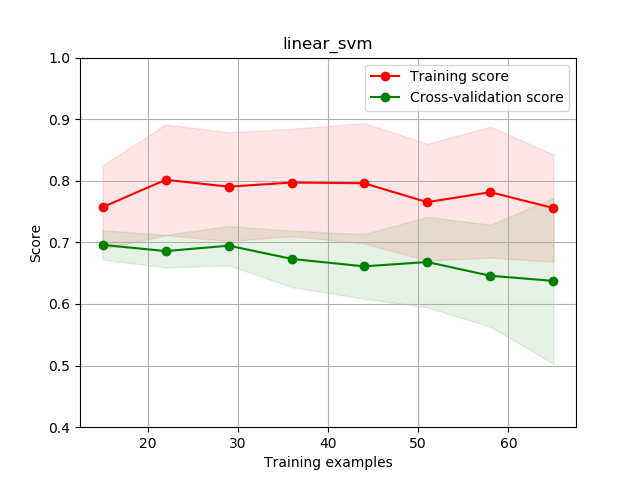 linear_svm
1.0
0.9
0.8
0.7
0.6
0.5
0.4
Score
Training score
Cross-validation score
20 30 40 50 60
Training examples